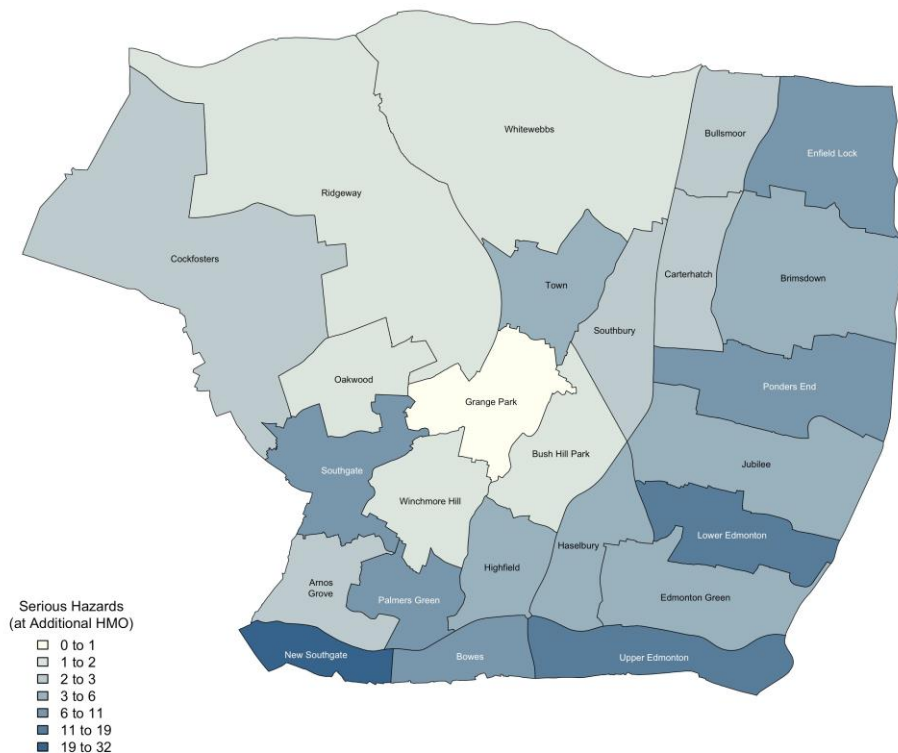 Whitewebbs
Bullsmoor
Enfield Lock
Ridgeway
Cockfosters
Carterhatch
Brimsdown
Town
Southbury
Oakwood
Ponders End
Grange Park
Bush Hill Park
Jubilee
Southgate
Winchmore Hill
Lower Edmonton
Haselbury
Highfield
Arnos
Grove
Edmonton Green
Palmers Green
New Southgate
Bowes
Upper Edmonton
Serious Hazards
(at Additional HMO)
0 to 1
1 to 2
2 to 3
3 to 6
6 to 11
11 to 19
19 to 32